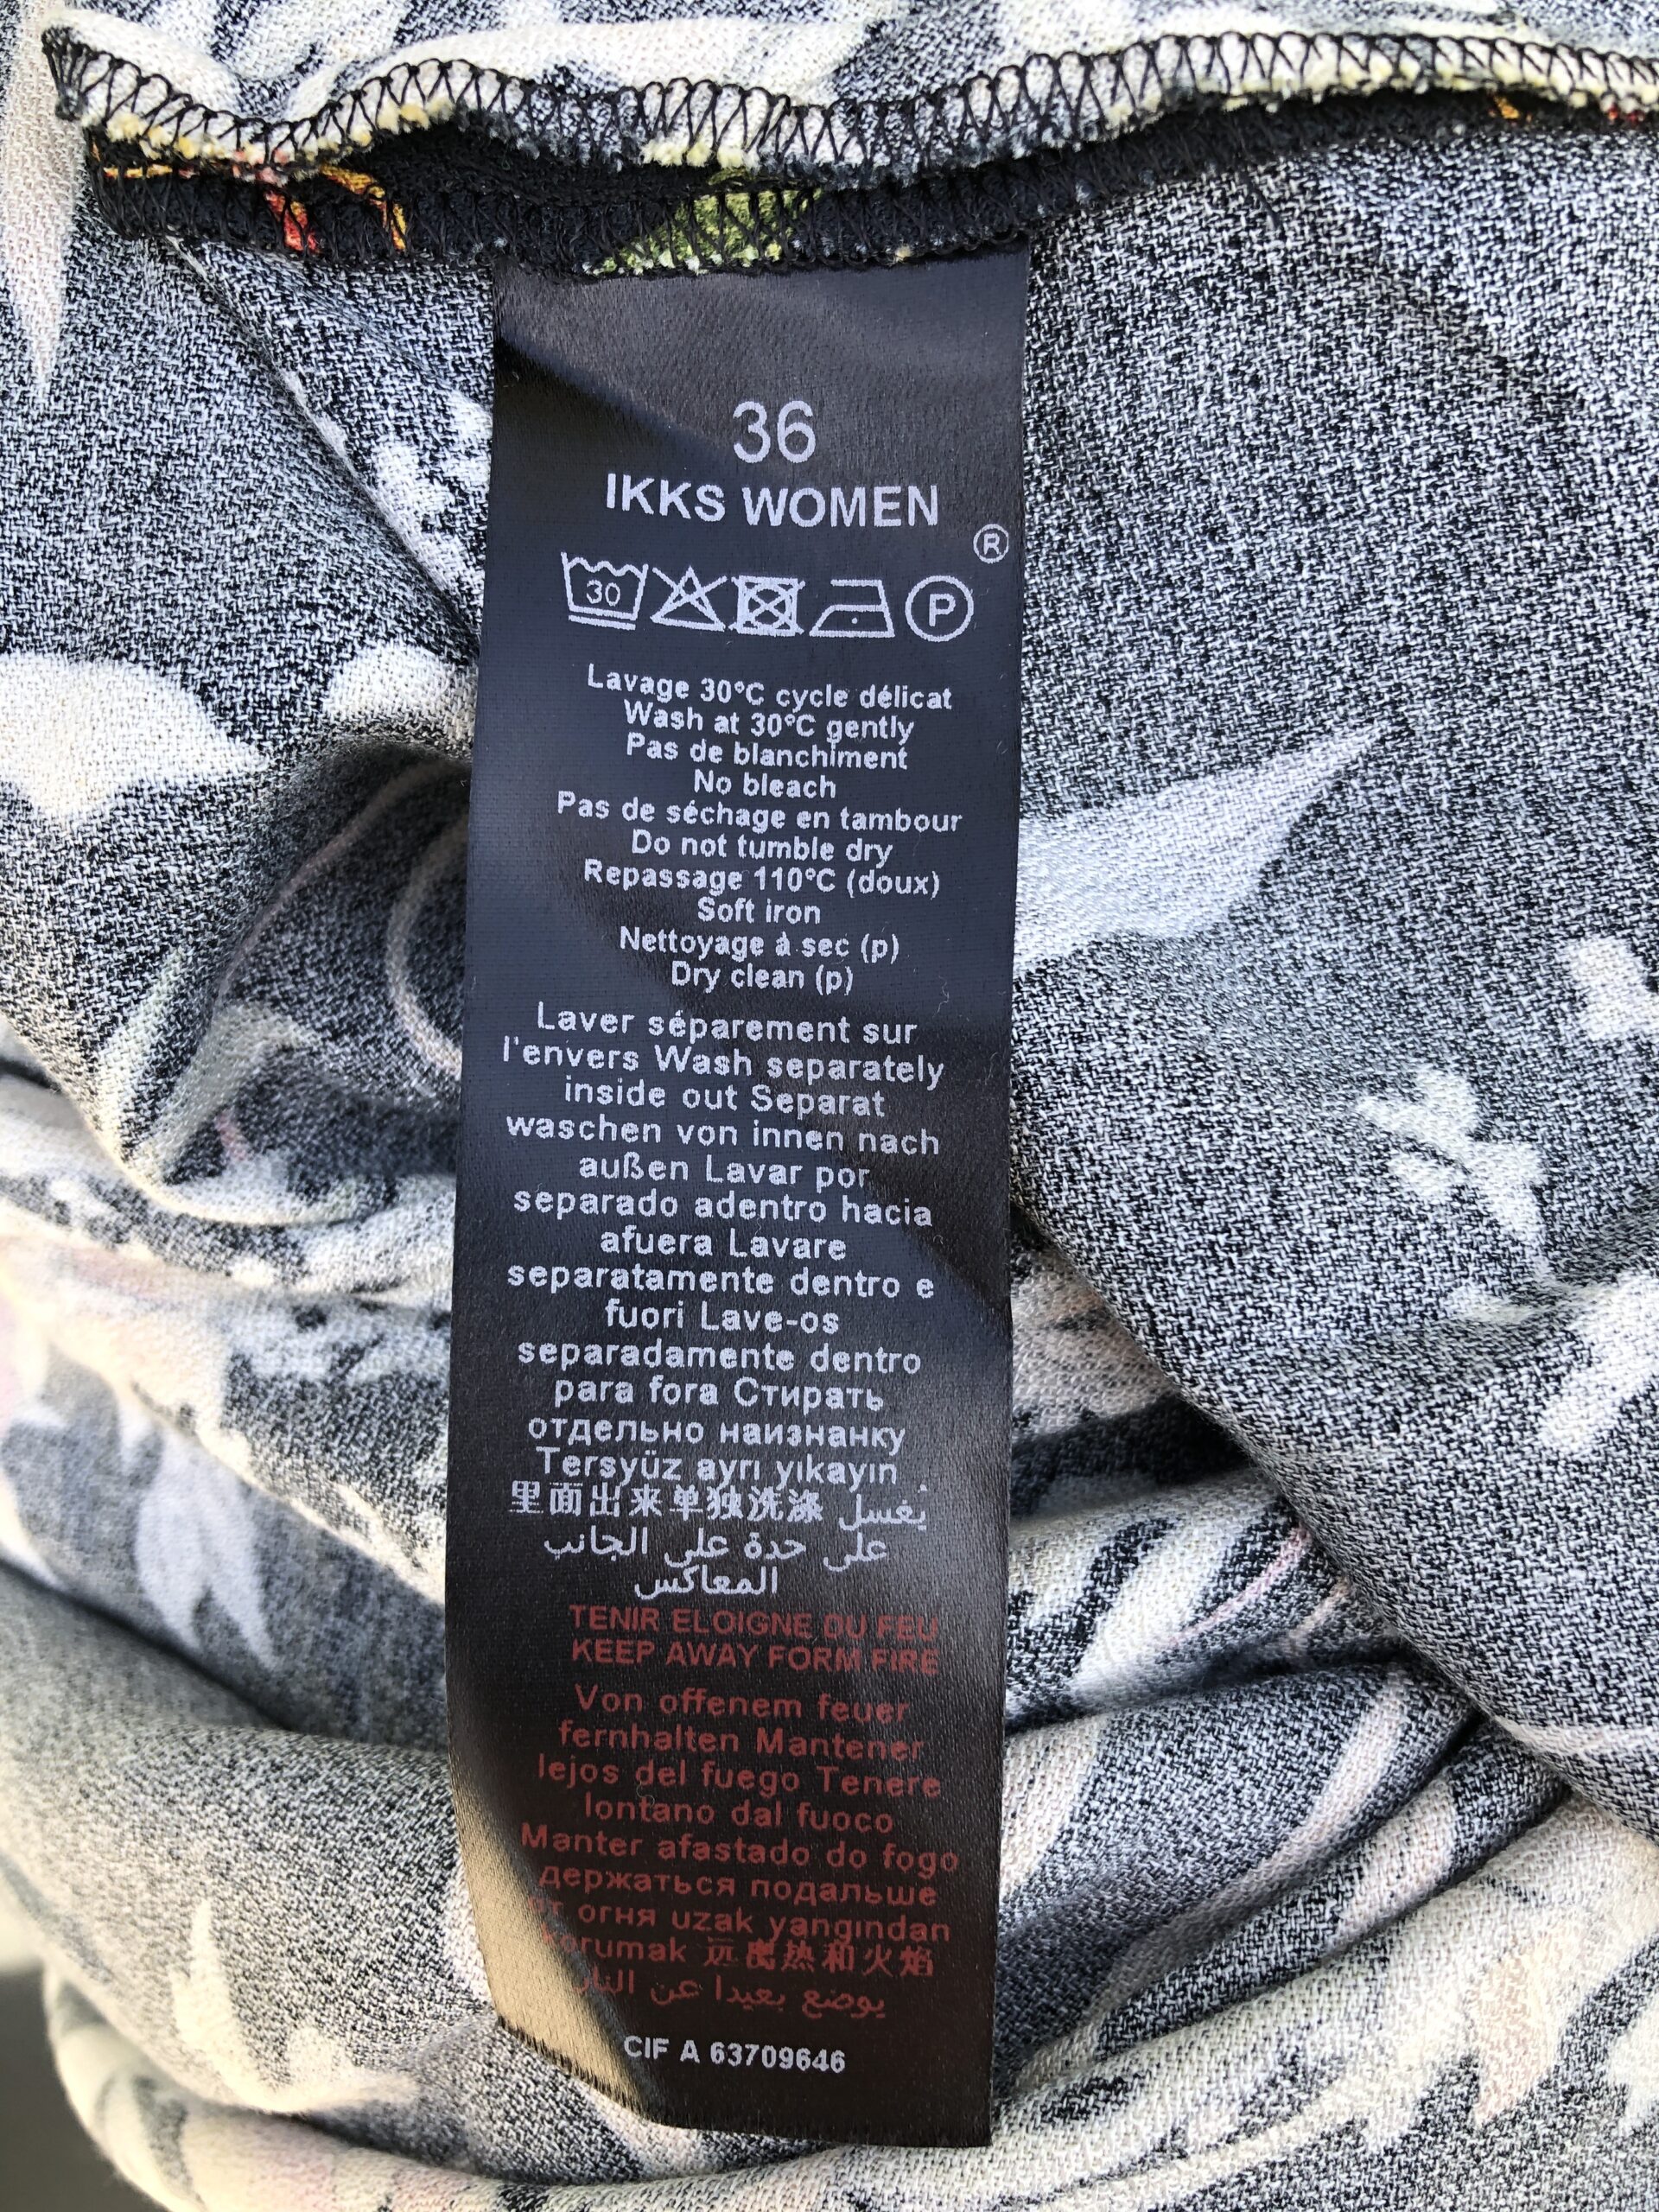 36
IKKS WOMEN
®
30
P
Lavage 30°C cycle délicat
Wash at 30°C gently
Pas de blanchiment
No bleach
Pas de séchage en tambour
Do not tumble dry
Repassage 110°C (doux)
Soft iron
Nettoyage à sec (p)
Dry clean (p)
Laver séparement sur
l'envers Wash separately
inside out Separat
waschen von innen nach
außen Lavar por
separado adentro hacia
afuera Lavare
separatamente dentro e
fuori Lave-os
separadamente dentro
para fora Стирать
отдельно наизнанку
Tersyüz ayrı yıkayın .
里面出来单独洗涤 يغسل
على حدة على الجانب
المعاكس
TENIR ELOIGNE DU FEU
KEEP AWAY FORM FIRE
Von offenem feuer
fernhalten Mantener
lejos del fuego Tenere
lontano dal fuoco
Manter afastado do fogo
держаться подальше
от огня uzak yangından
korumak 远离热和火焰
يوضع بعيدا عن النار
CIF A 63709646